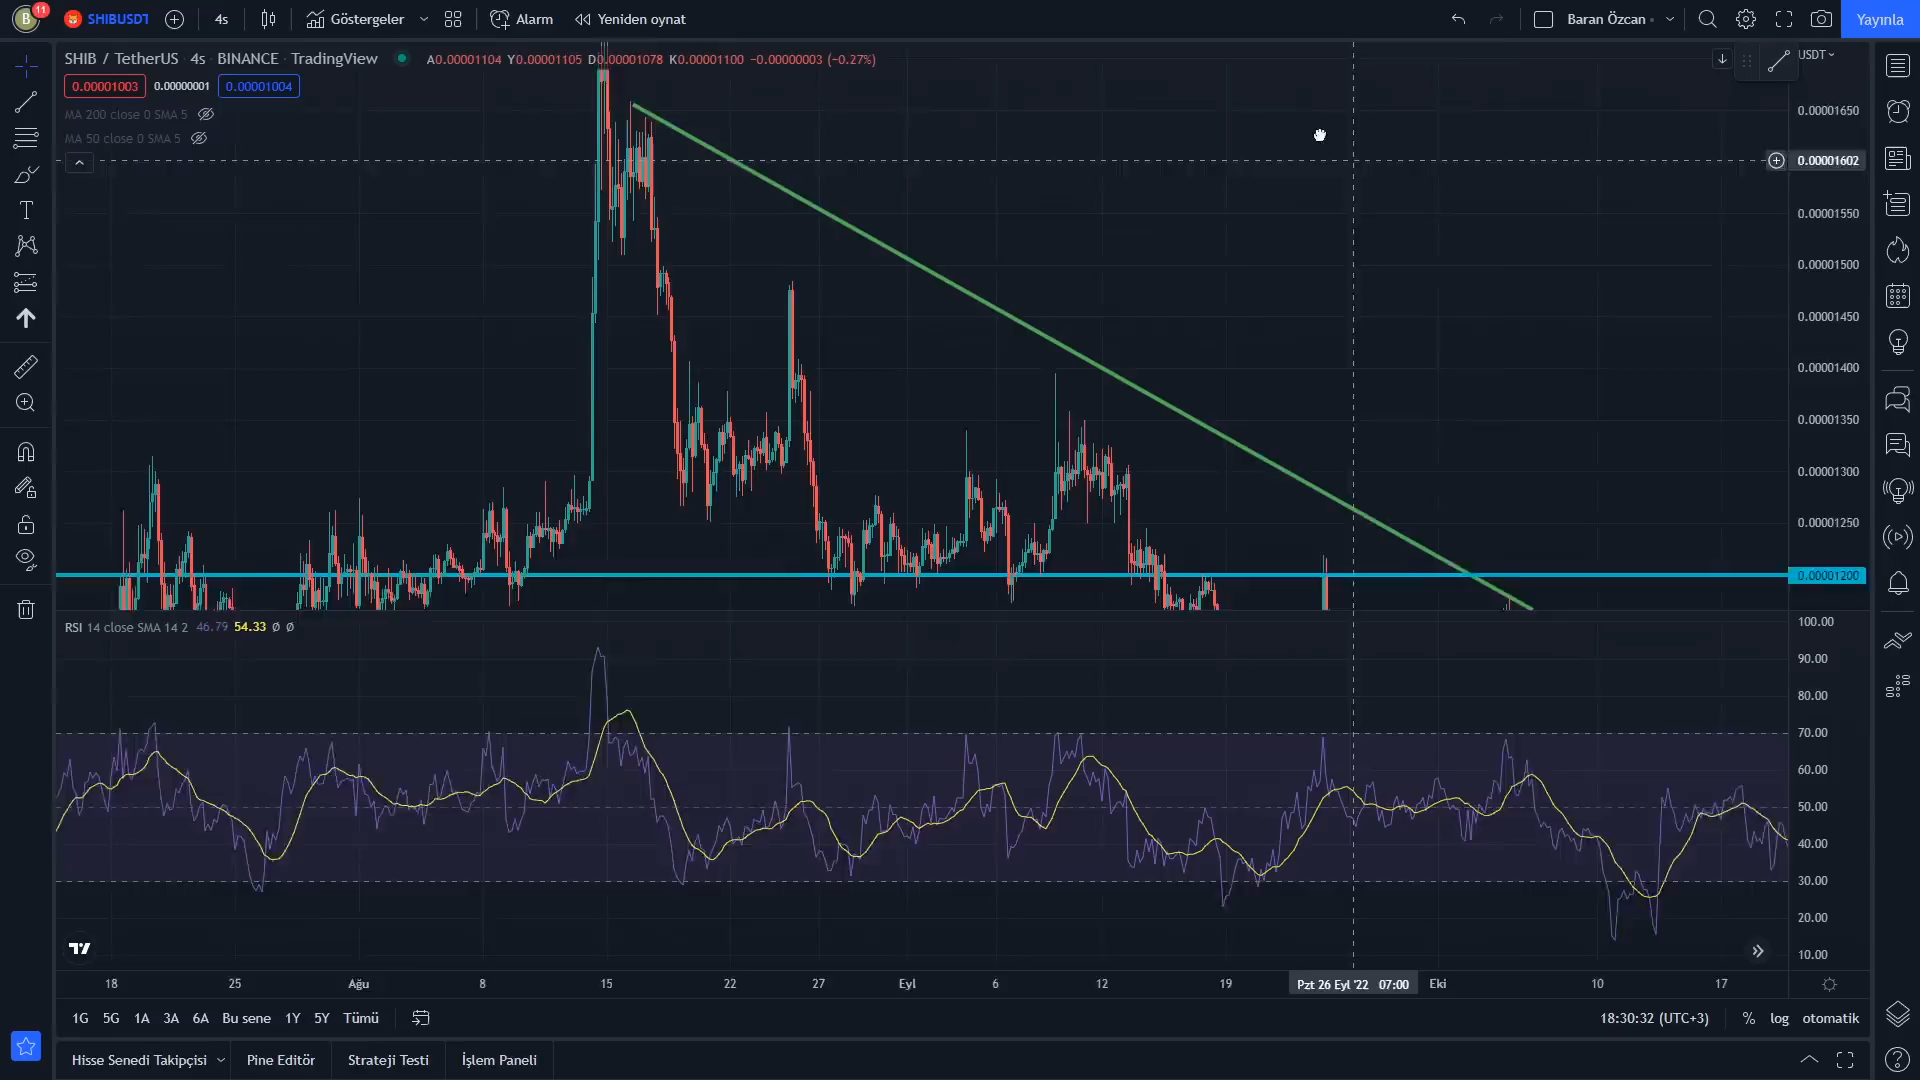 B 11 SHIBUSDT 4s Göstergeler Alarm Yeniden oynat Baran Özcan Yayınla
SHIB / TetherUS · 4s · BINANCE · TradingView A0.00001104 Y0.00001105 D0.00001078 K0.00001100 −0.00000003 (−0.27%)
USDT
0.00001003 0.00000001 0.00001004
MA 200 close 0 SMA 5
MA 50 close 0 SMA 5
0.00001650
0.00001602
0.00001550
0.00001500
0.00001450
0.00001400
0.00001350
0.00001300
0.00001250
0.00001200
RSI 14 close SMA 14 2 46.79 54.33 Ø Ø
100.00
90.00
80.00
70.00
60.00
50.00
40.00
30.00
20.00
10.00
18 25 Ağu 8 15 22 27 Eyl 6 12 19 Pzt 26 Eyl '22 07:00 Eki 10 17
1G 5G 1A 3A 6A Bu sene 1Y 5Y Tümü 18:30:32 (UTC+3) % log otomatik
Hisse Senedi Takipçisi Pine Editör Strateji Testi İşlem Paneli